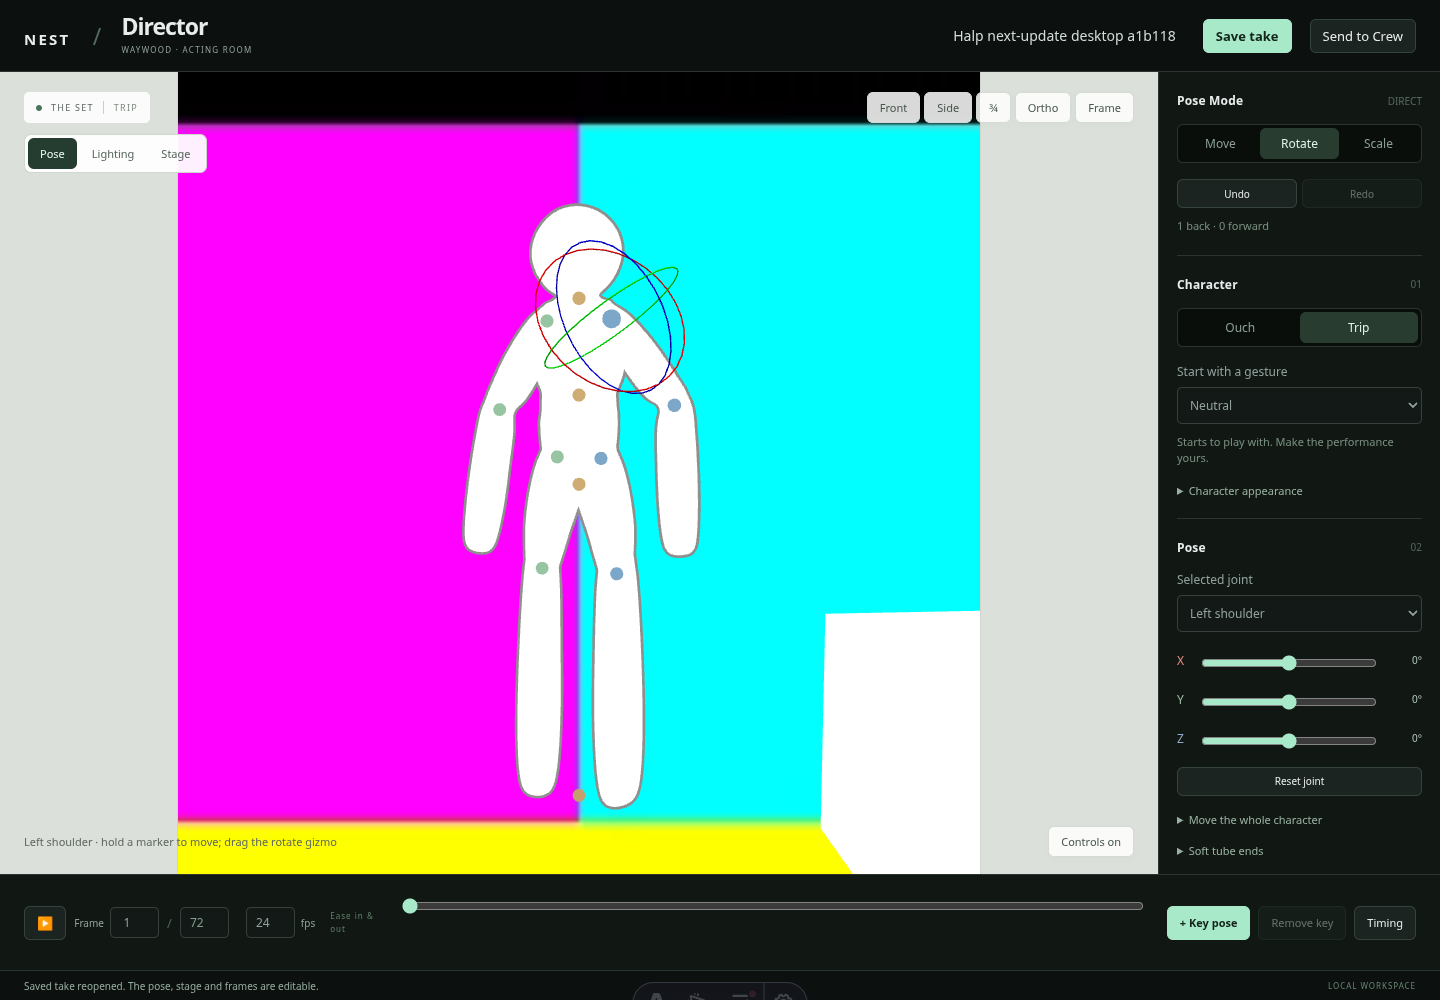 NEST / Director
WAYWOOD · ACTING ROOM
Halp next-update desktop a1b118
Save take
Send to Crew
THE SET | TRIP
Front
Side
¾
Ortho
Frame
Pose
Lighting
Stage
Left shoulder · hold a marker to move; drag the rotate gizmo
Controls on
Pose Mode
DIRECT
Move
Rotate
Scale
Undo
Redo
1 back · 0 forward
Character
01
Ouch
Trip
Start with a gesture
Neutral
Starts to play with. Make the performance
yours.
Character appearance
Pose
02
Selected joint
Left shoulder
X
0°
Y
0°
Z
0°
Reset joint
Move the whole character
Soft tube ends
Frame
1
/
72
24
fps
Ease in &
out
+ Key pose
Remove key
Timing
Saved take reopened. The pose, stage and frames are editable.
LOCAL WORKSPACE